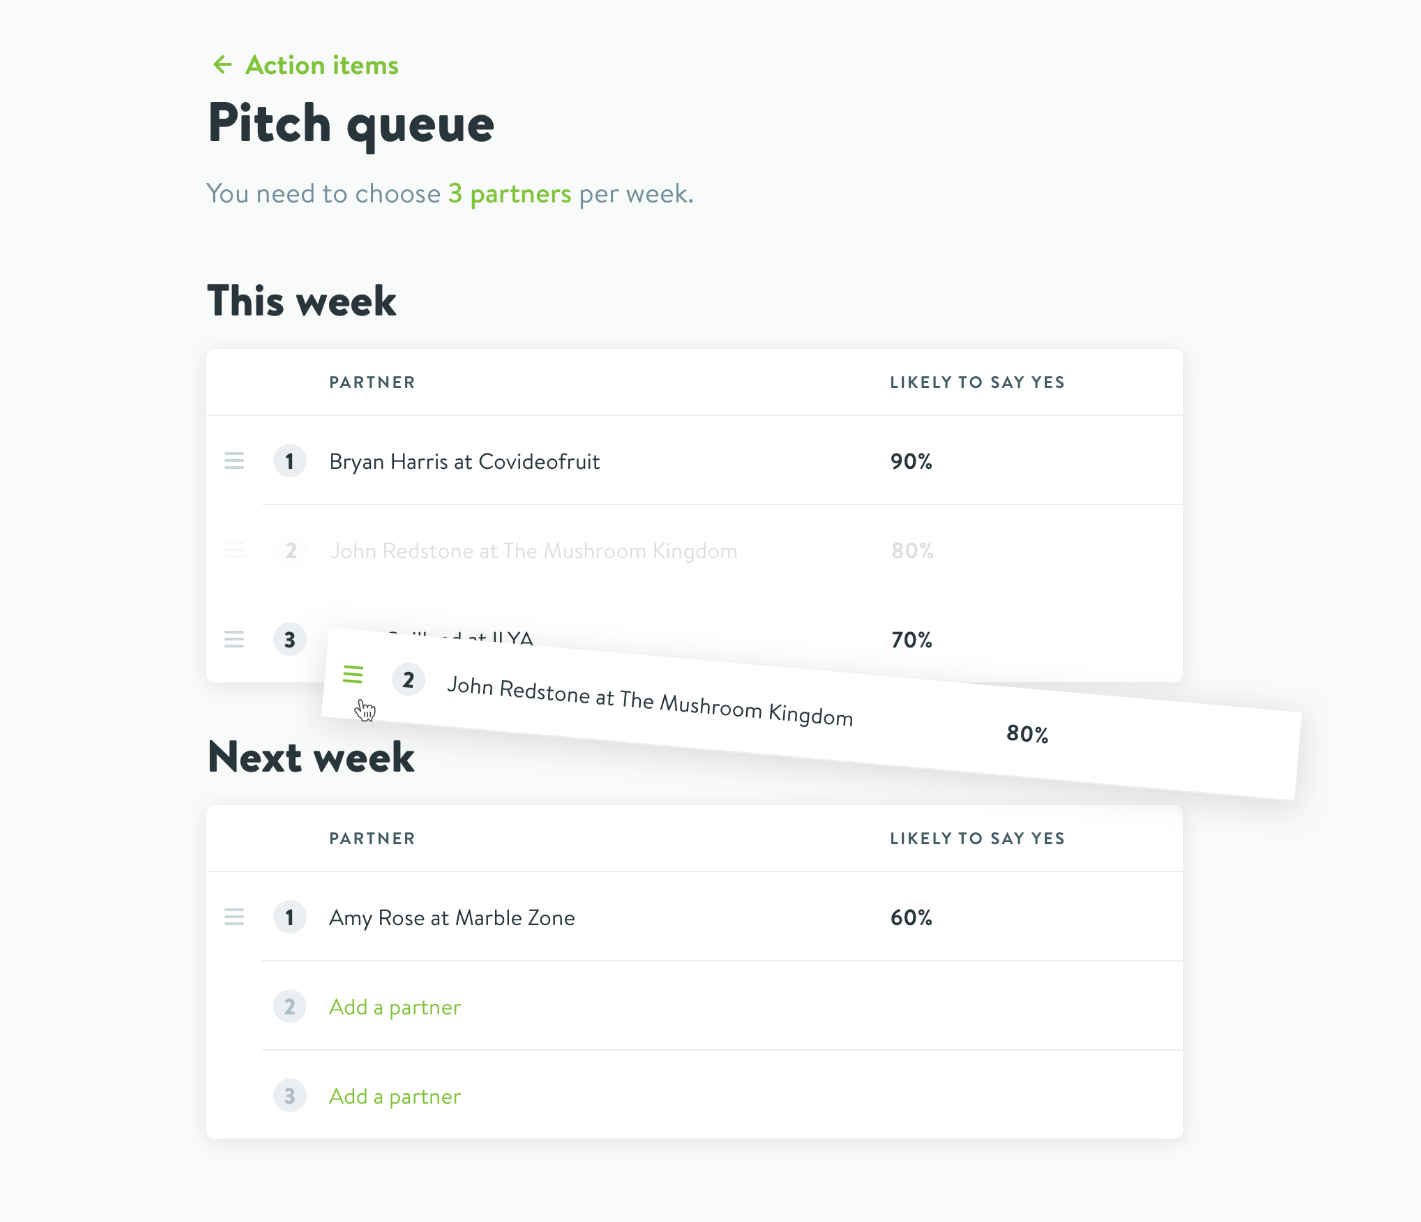 ← Action items
Pitch queue
You need to choose 3 partners per week.
This week
PARTNER LIKELY TO SAY YES
1 Bryan Harris at Covideofruit 90%
2 John Redstone at The Mushroom Kingdom 80%
3 at ILYA 70%
2 John Redstone at The Mushroom Kingdom 80%
Next week
PARTNER LIKELY TO SAY YES
1 Amy Rose at Marble Zone 60%
2 Add a partner
3 Add a partner